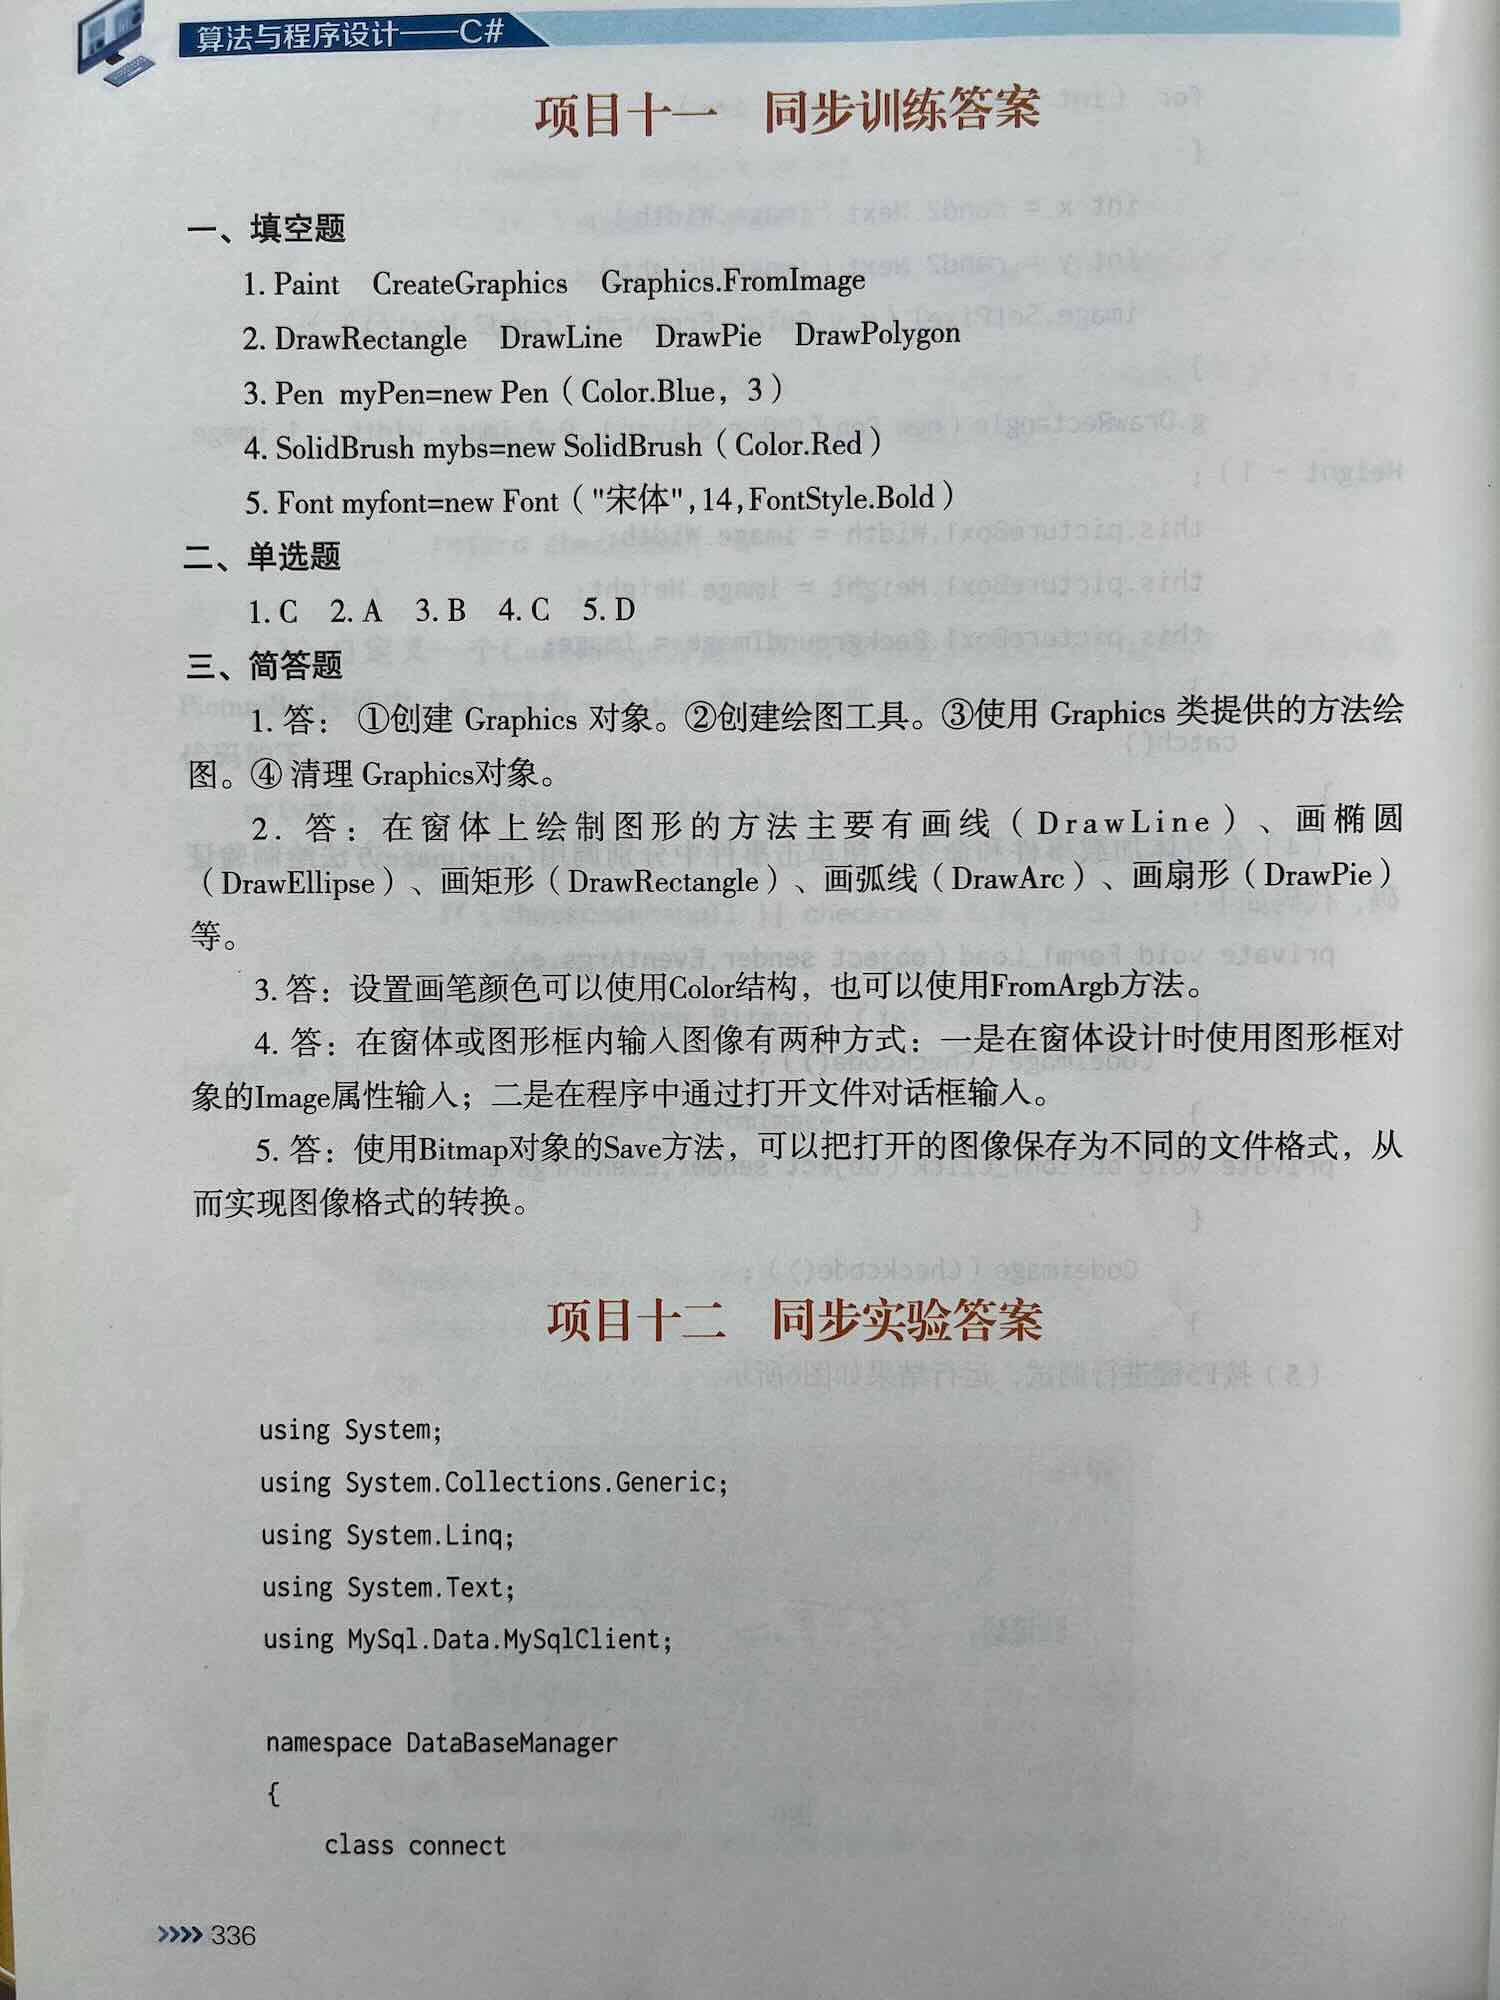 算法与程序设计——C#
项目十一 同步训练答案
一、填空题
1. Paint CreateGraphics Graphics.FromImage
2. DrawRectangle DrawLine DrawPie DrawPolygon
3. Pen myPen=new Pen（Color.Blue，3）
4. SolidBrush mybs=new SolidBrush（Color.Red）
5. Font myfont=new Font（"宋体",14,FontStyle.Bold）
二、单选题
1. C 2. A 3. B 4. C 5. D
三、简答题
1. 答：①创建 Graphics 对象。②创建绘图工具。③使用 Graphics 类提供的方法绘
图。④ 清理 Graphics对象。
2. 答：在窗体上绘制图形的方法主要有画线（DrawLine）、画椭圆
（DrawEllipse）、画矩形（DrawRectangle）、画弧线（DrawArc）、画扇形（DrawPie）
等。
3. 答：设置画笔颜色可以使用Color结构，也可以使用FromArgb方法。
4. 答：在窗体或图形框内输入图像有两种方式：一是在窗体设计时使用图形框对
象的Image属性输入；二是在程序中通过打开文件对话框输入。
5. 答：使用Bitmap对象的Save方法，可以把打开的图像保存为不同的文件格式，从
而实现图像格式的转换。
项目十二 同步实验答案
using System;
using System.Collections.Generic;
using System.Linq;
using System.Text;
using MySql.Data.MySqlClient;
namespace DataBaseManager
{
class connect
>>>> 336